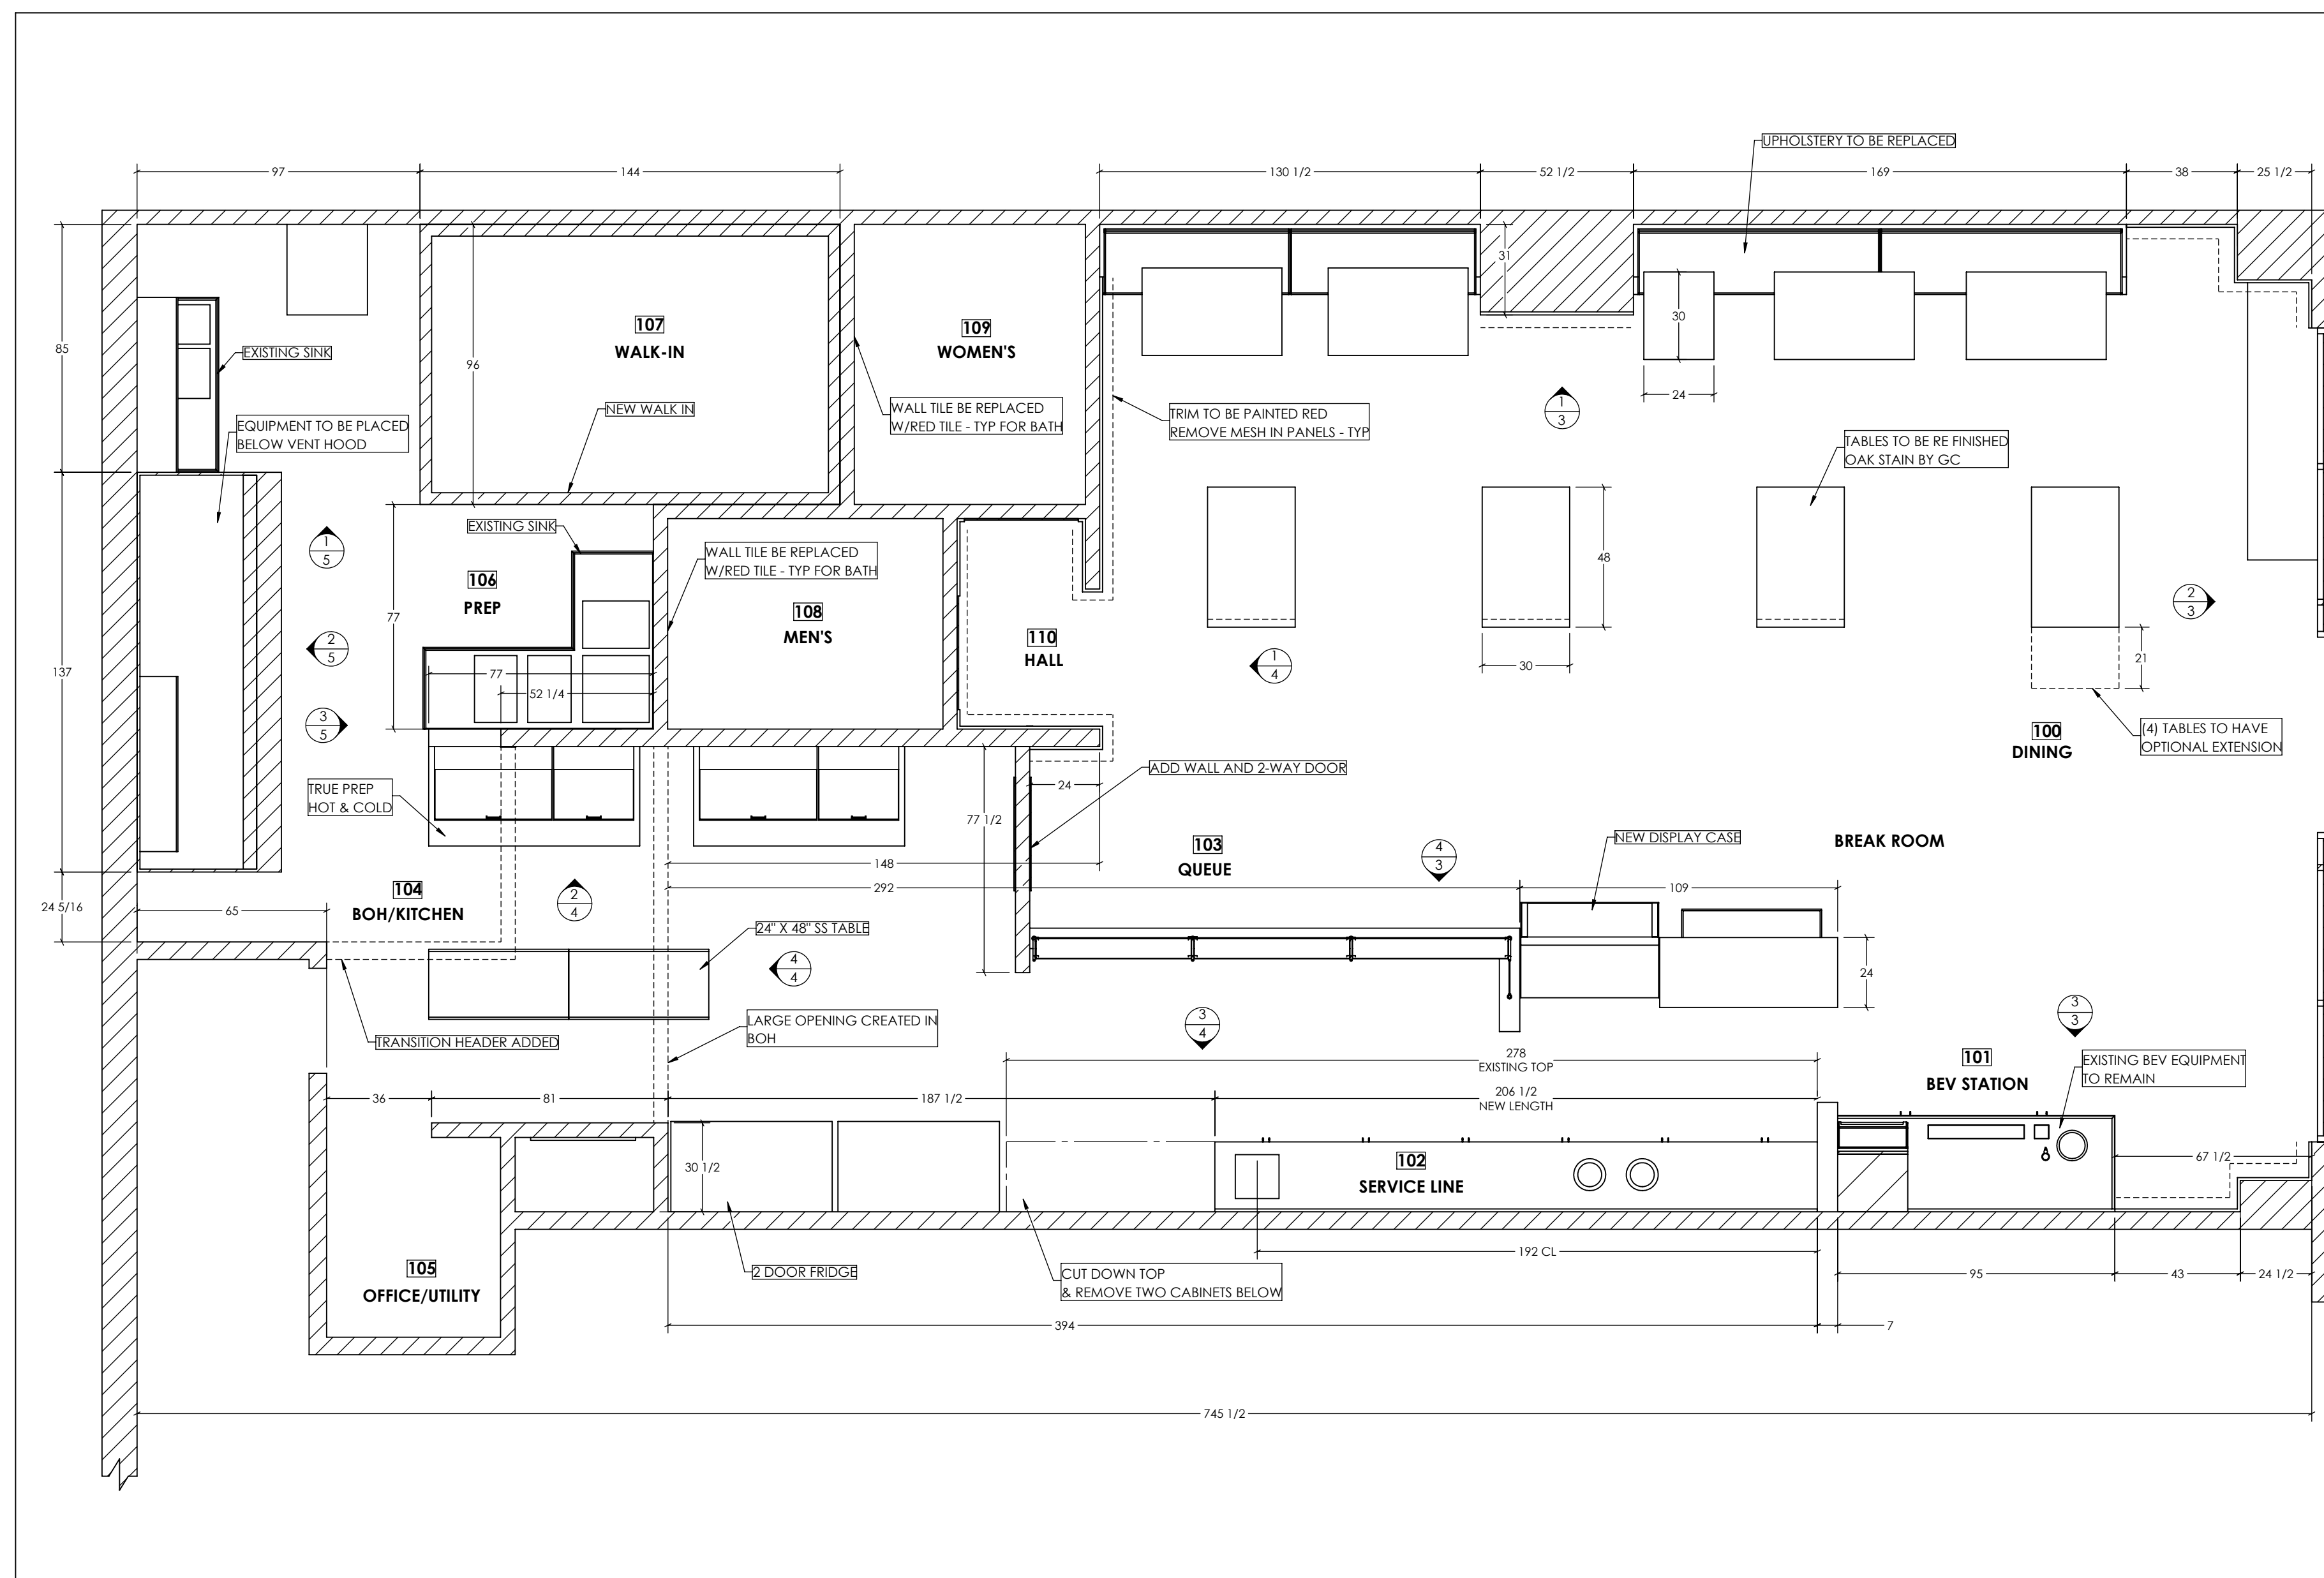 UPHOLSTERY TO BE REPLACED
97
144
130 1/2
52 1/2
169
38
25 1/2
31
85
EXISTING SINK
107
WALK-IN
109
WOMEN'S
30
96
24
NEW WALK IN
EQUIPMENT TO BE PLACED
BELOW VENT HOOD
WALL TILE BE REPLACED
W/RED TILE - TYP FOR BATH
TRIM TO BE PAINTED RED
REMOVE MESH IN PANELS - TYP
1
3
TABLES TO BE RE FINISHED
OAK STAIN BY GC
EXISTING SINK
1
5
WALL TILE BE REPLACED
W/RED TILE - TYP FOR BATH
48
106
PREP
108
MEN'S
77
2
3
110
HALL
2
5
1
4
30
21
137
77
52 1/4
3
5
100
DINING
(4) TABLES TO HAVE
OPTIONAL EXTENSION
TRUE PREP
HOT & COLD
ADD WALL AND 2-WAY DOOR
24
77 1/2
103
QUEUE
4
3
NEW DISPLAY CASE
BREAK ROOM
148
292
109
104
BOH/KITCHEN
2
4
24 5/16
65
24" X 48" SS TABLE
4
4
24
TRANSITION HEADER ADDED
LARGE OPENING CREATED IN
BOH
3
4
3
3
278
EXISTING TOP
101
BEV STATION
EXISTING BEV EQUIPMENT
TO REMAIN
36
81
187 1/2
206 1/2
NEW LENGTH
30 1/2
102
SERVICE LINE
67 1/2
105
OFFICE/UTILITY
2 DOOR FRIDGE
CUT DOWN TOP
& REMOVE TWO CABINETS BELOW
192 CL
95
43
24 1/2
394
7
745 1/2